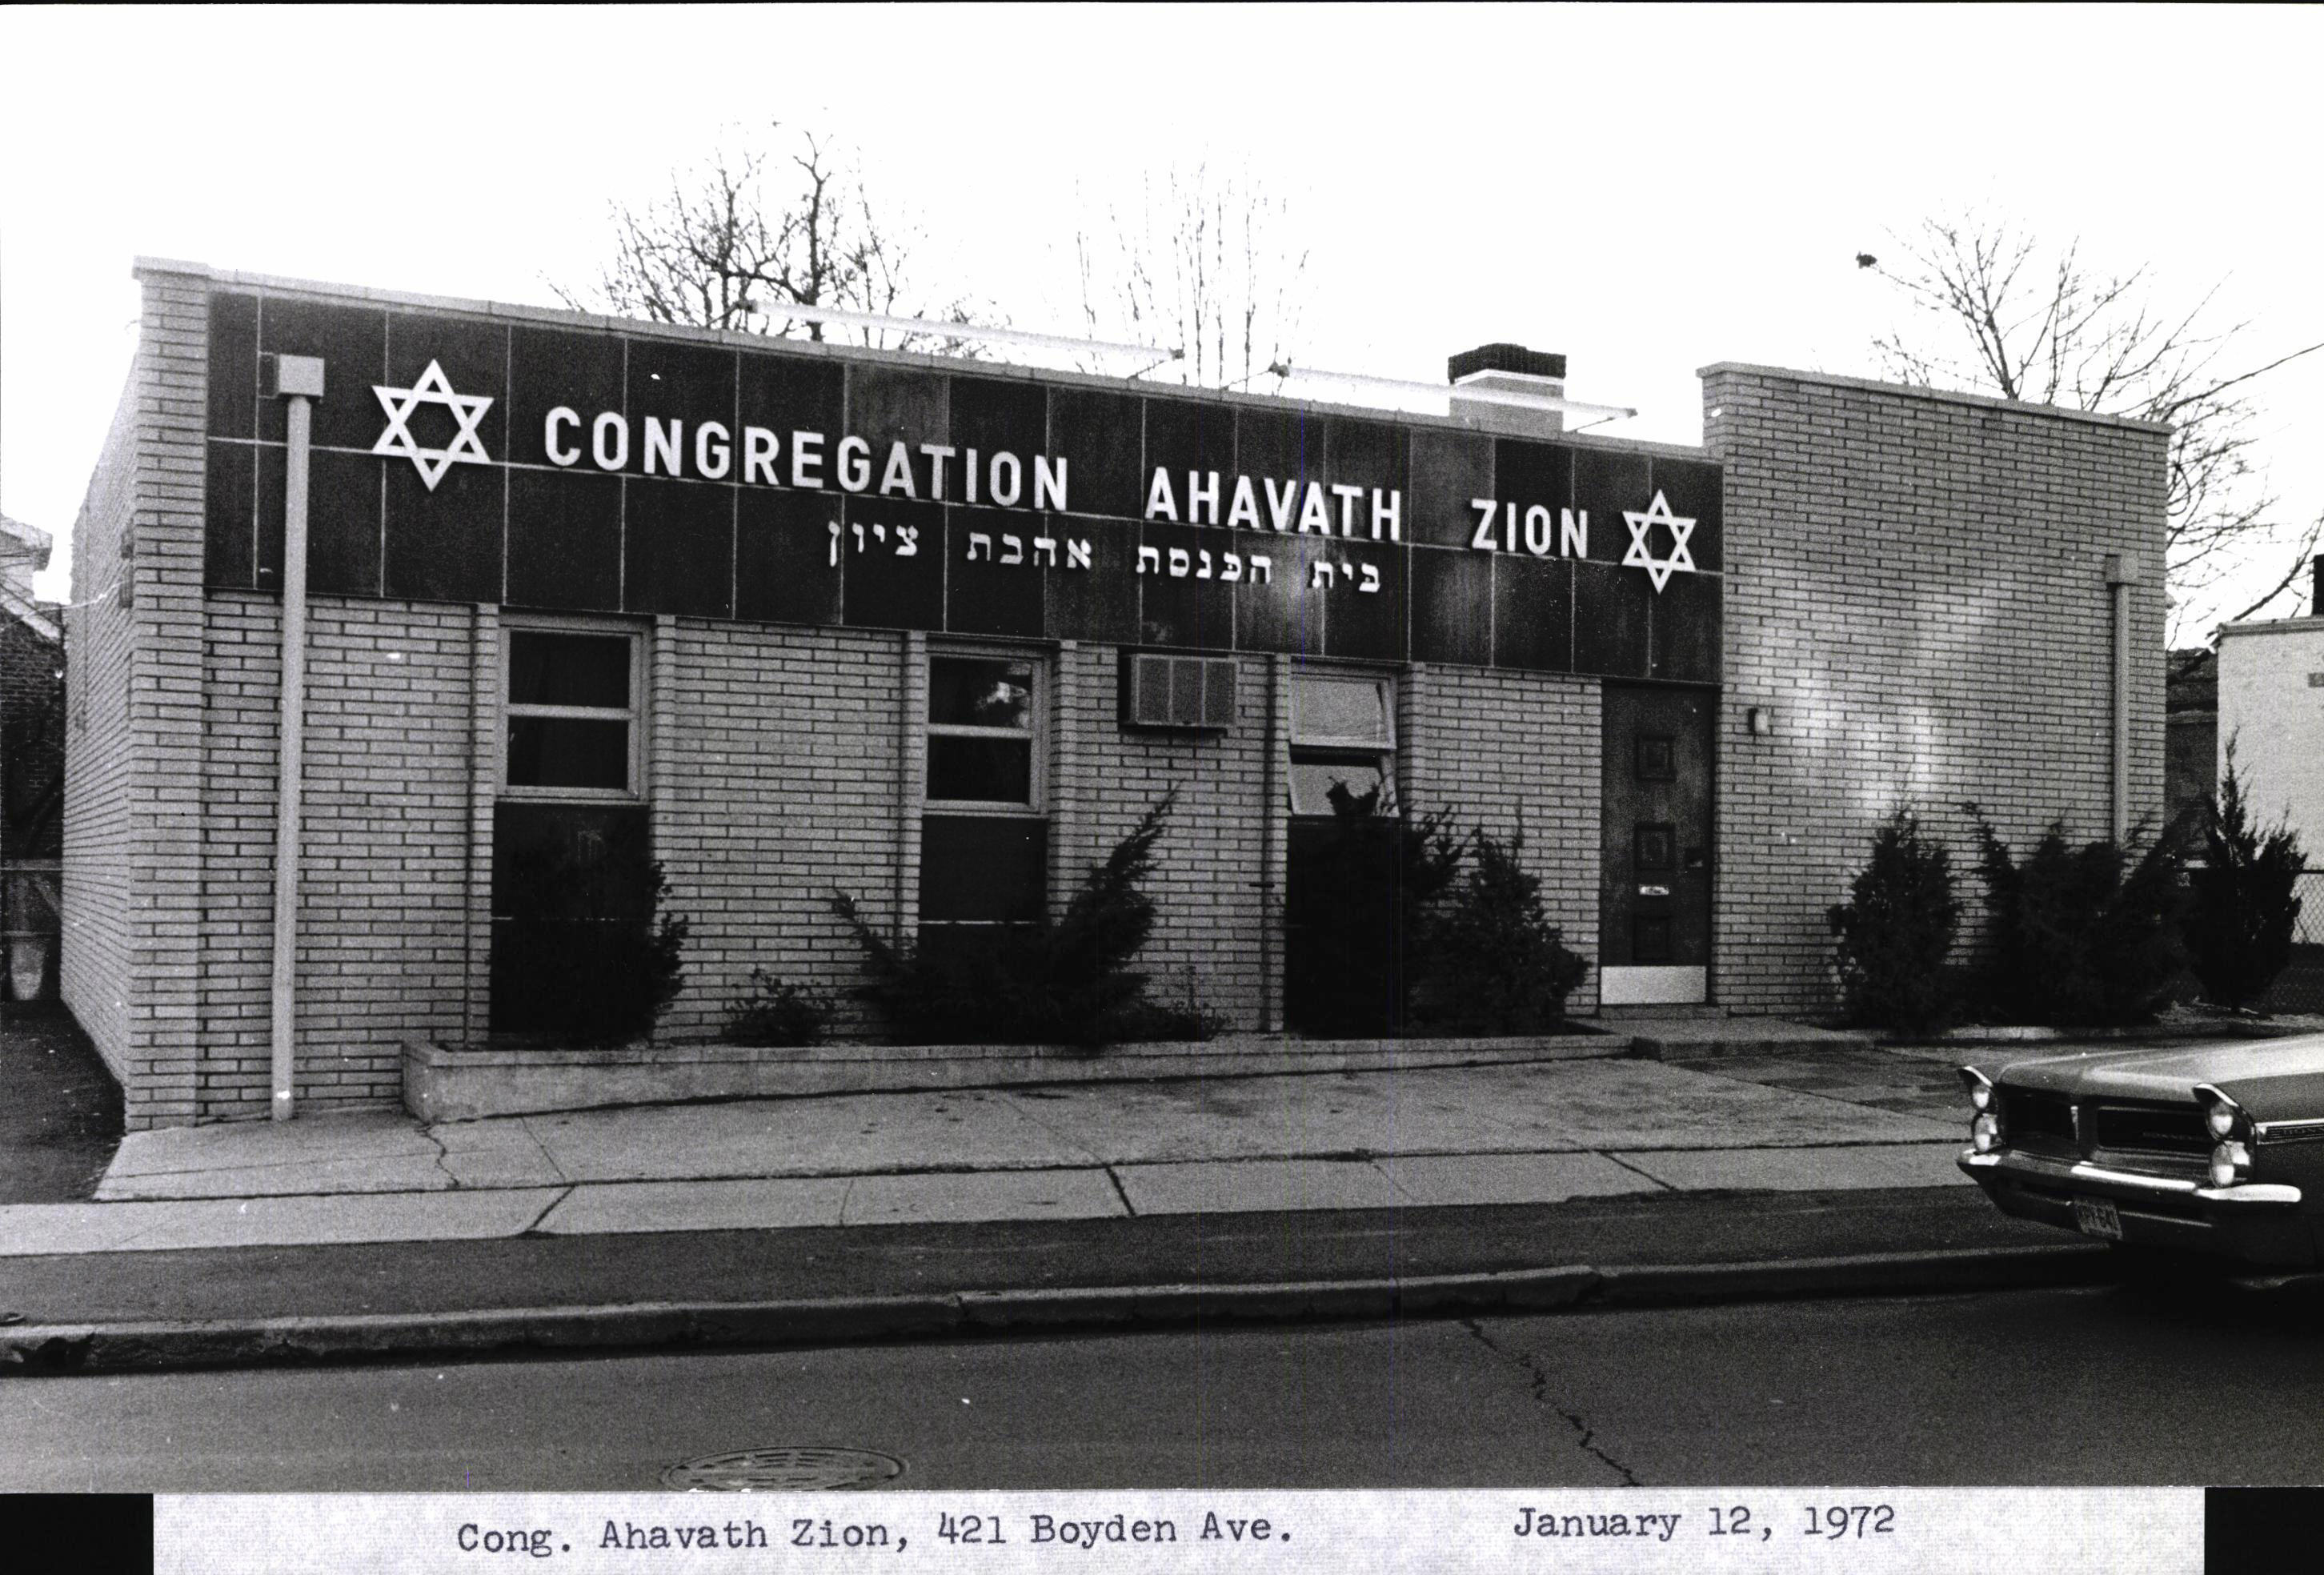 CONGREGATION AHAVATH ZION
בית הכנסת אהבת ציון
Cong. Ahavath Zion, 421 Boyden Ave. January 12, 1972